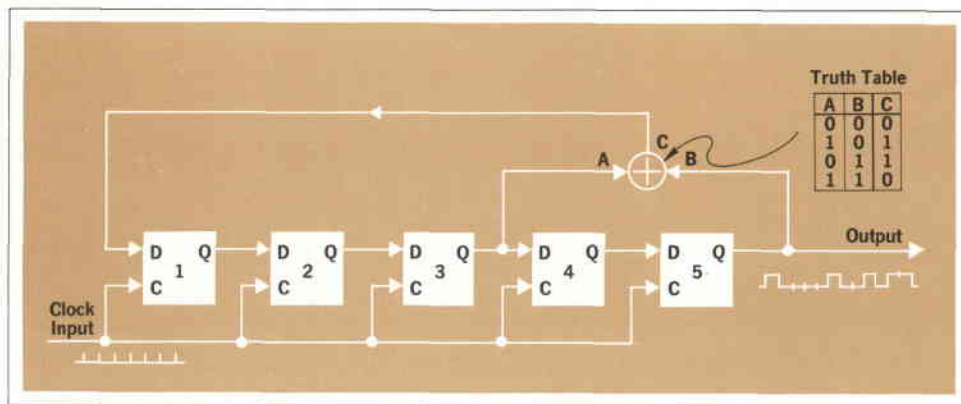 Truth Table
A B C
0 0 0
1 0 1
0 1 1
1 1 0
C
A B
D Q D Q D Q D Q D Q
1 2 3 4 5
C C C C C
Output
Clock
Input